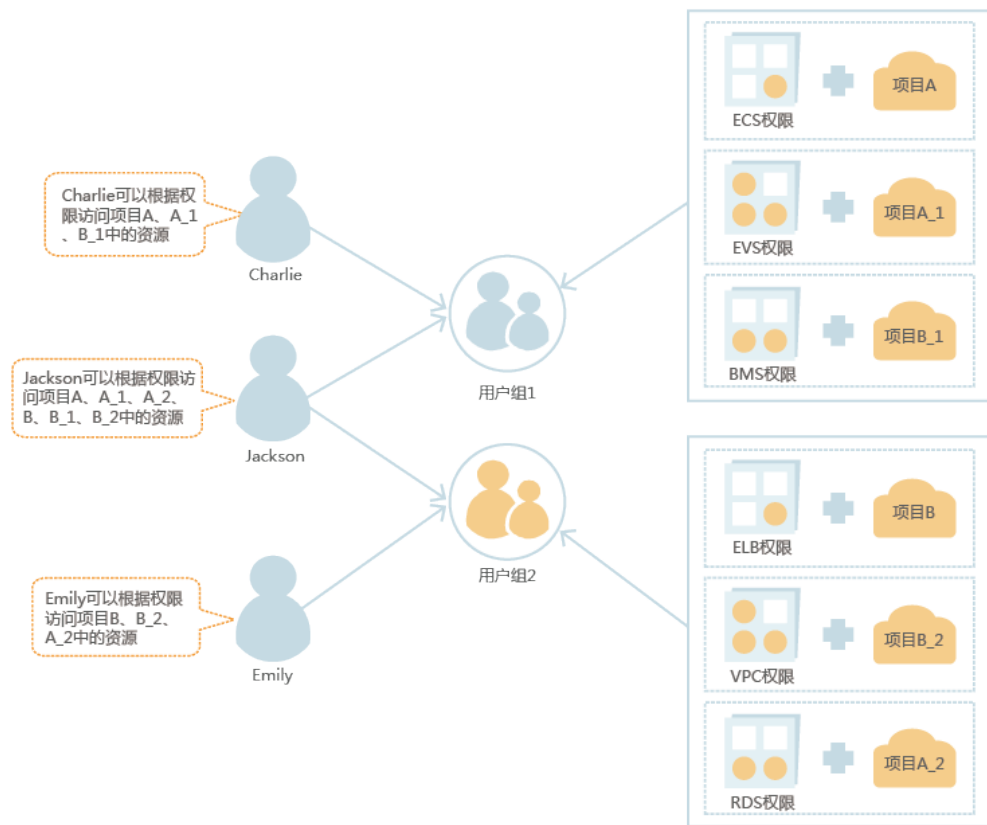 Charlie可以根据权
限访问项目A、A_1
、B_1中的资源
Charlie
Jackson可以根据权限访
问项目A、A_1、A_2、
B、B_1、B_2中的资源
Jackson
Emily可以根据权限
访问项目B、B_2、
A_2中的资源
Emily
用户组1
用户组2
ECS权限
项目A
EVS权限
项目A_1
BMS权限
项目B_1
ELB权限
项目B
VPC权限
项目B_2
RDS权限
项目A_2